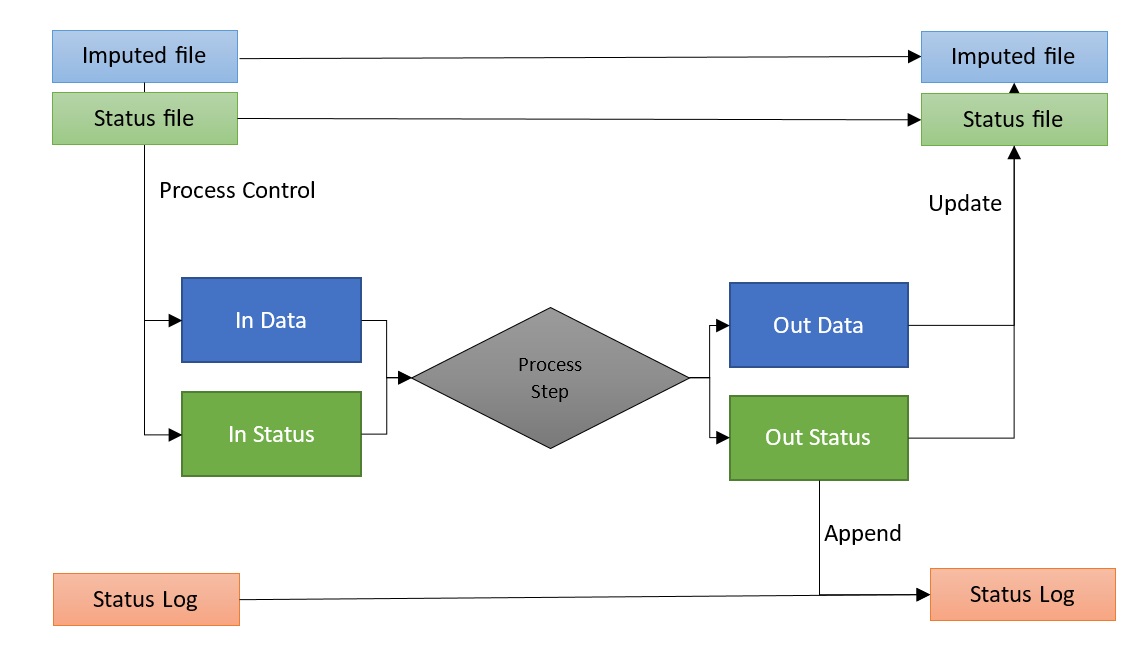 Imputed file
Imputed file
Status file
Status file
Process Control
Update
In Data
Out Data
Process
Step
In Status
Out Status
Append
Status Log
Status Log